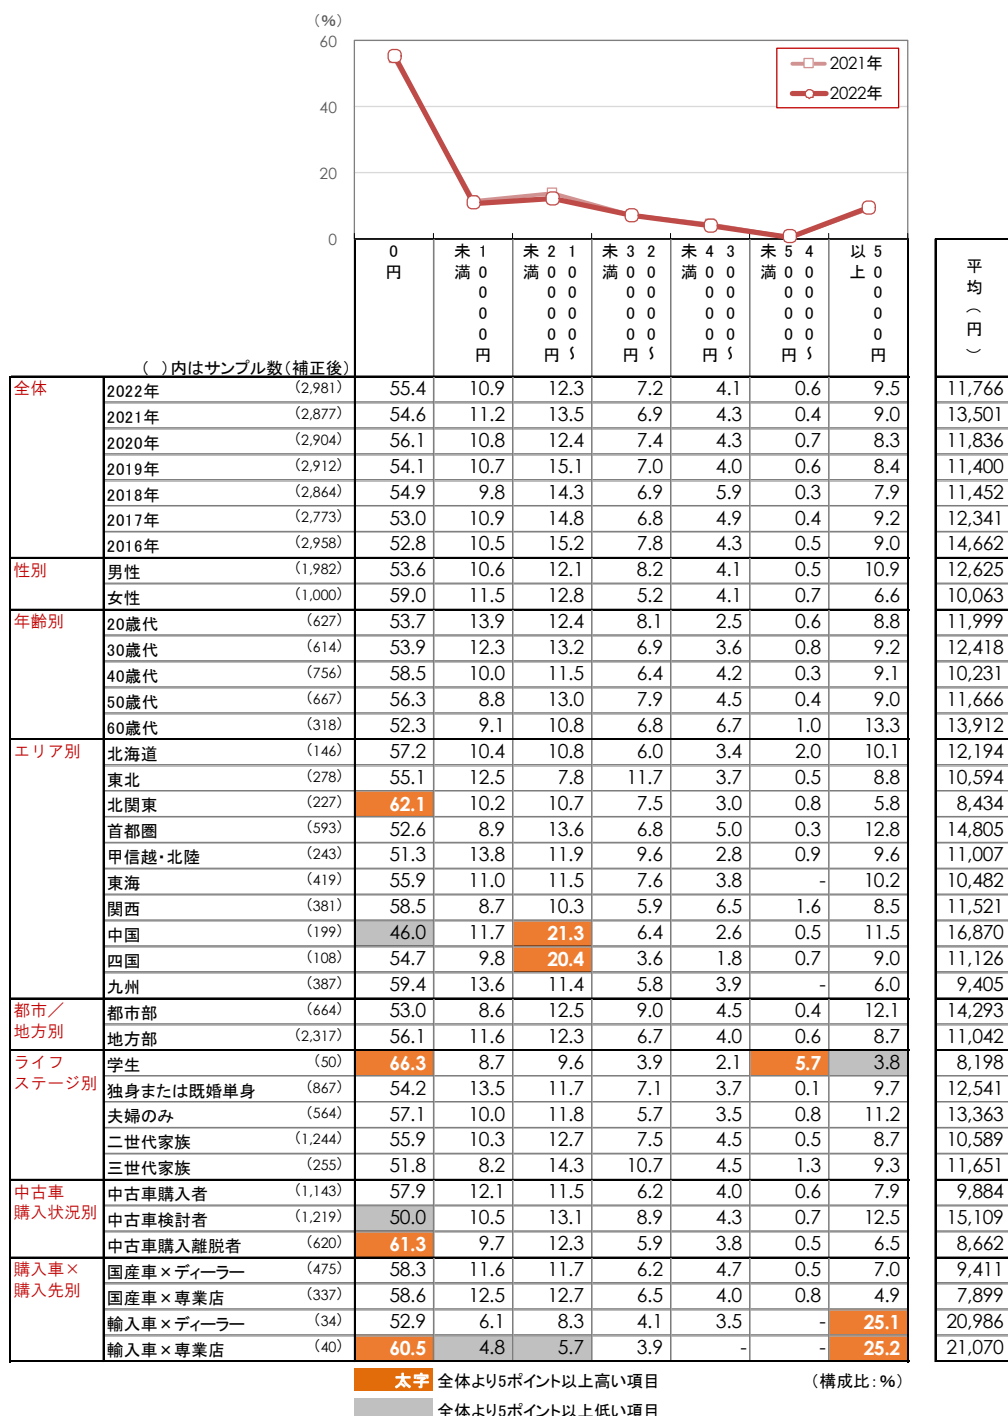 (%)
60
40
20
0
2021年
2022年
0円
10000円未満
10000~20000円未満
20000~30000円未満
30000~40000円未満
40000~50000円未満
50000円以上
平均(円)
( )内はサンプル数(補正後)
全体 2022年 (2,981) 55.4 10.9 12.3 7.2 4.1 0.6 9.5 11,766
2021年 (2,877) 54.6 11.2 13.5 6.9 4.3 0.4 9.0 13,501
2020年 (2,904) 56.1 10.8 12.4 7.4 4.3 0.7 8.3 11,836
2019年 (2,912) 54.1 10.7 15.1 7.0 4.0 0.6 8.4 11,400
2018年 (2,864) 54.9 9.8 14.3 6.9 5.9 0.3 7.9 11,452
2017年 (2,773) 53.0 10.9 14.8 6.8 4.9 0.4 9.2 12,341
2016年 (2,958) 52.8 10.5 15.2 7.8 4.3 0.5 9.0 14,662
性別 男性 (1,982) 53.6 10.6 12.1 8.2 4.1 0.5 10.9 12,625
女性 (1,000) 59.0 11.5 12.8 5.2 4.1 0.7 6.6 10,063
年齢別 20歳代 (627) 53.7 13.9 12.4 8.1 2.5 0.6 8.8 11,999
30歳代 (614) 53.9 12.3 13.2 6.9 3.6 0.8 9.2 12,418
40歳代 (756) 58.5 10.0 11.5 6.4 4.2 0.3 9.1 10,231
50歳代 (667) 56.3 8.8 13.0 7.9 4.5 0.4 9.0 11,666
60歳代 (318) 52.3 9.1 10.8 6.8 6.7 1.0 13.3 13,912
エリア別 北海道 (146) 57.2 10.4 10.8 6.0 3.4 2.0 10.1 12,194
東北 (278) 55.1 12.5 7.8 11.7 3.7 0.5 8.8 10,594
北関東 (227) 62.1 10.2 10.7 7.5 3.0 0.8 5.8 8,434
首都圏 (593) 52.6 8.9 13.6 6.8 5.0 0.3 12.8 14,805
甲信越・北陸 (243) 51.3 13.8 11.9 9.6 2.8 0.9 9.6 11,007
東海 (419) 55.9 11.0 11.5 7.6 3.8 - 10.2 10,482
関西 (381) 58.5 8.7 10.3 5.9 6.5 1.6 8.5 11,521
中国 (199) 46.0 11.7 21.3 6.4 2.6 0.5 11.5 16,870
四国 (108) 54.7 9.8 20.4 3.6 1.8 0.7 9.0 11,126
九州 (387) 59.4 13.6 11.4 5.8 3.9 - 6.0 9,405
都市/地方別 都市部 (664) 53.0 8.6 12.5 9.0 4.5 0.4 12.1 14,293
地方部 (2,317) 56.1 11.6 12.3 6.7 4.0 0.6 8.7 11,042
ライフステージ別 学生 (50) 66.3 8.7 9.6 3.9 2.1 5.7 3.8 8,198
独身または既婚単身 (867) 54.2 13.5 11.7 7.1 3.7 0.1 9.7 12,541
夫婦のみ (564) 57.1 10.0 11.8 5.7 3.5 0.8 11.2 13,363
二世代家族 (1,244) 55.9 10.3 12.7 7.5 4.5 0.5 8.7 10,589
三世代家族 (255) 51.8 8.2 14.3 10.7 4.5 1.3 9.3 11,651
中古車購入状況別 中古車購入者 (1,143) 57.9 12.1 11.5 6.2 4.0 0.6 7.9 9,884
中古車検討者 (1,219) 50.0 10.5 13.1 8.9 4.3 0.7 12.5 15,109
中古車購入離脱者 (620) 61.3 9.7 12.3 5.9 3.8 0.5 6.5 8,662
購入車×購入先別 国産車×ディーラー (475) 58.3 11.6 11.7 6.2 4.7 0.5 7.0 9,411
国産車×専業店 (337) 58.6 12.5 12.7 6.5 4.0 0.8 4.9 7,899
輸入車×ディーラー (34) 52.9 6.1 8.3 4.1 3.5 - 25.1 20,986
輸入車×専業店 (40) 60.5 4.8 5.7 3.9 - - 25.2 21,070
太字 全体より5ポイント以上高い項目 (構成比:%)
全体より5ポイント以上低い項目